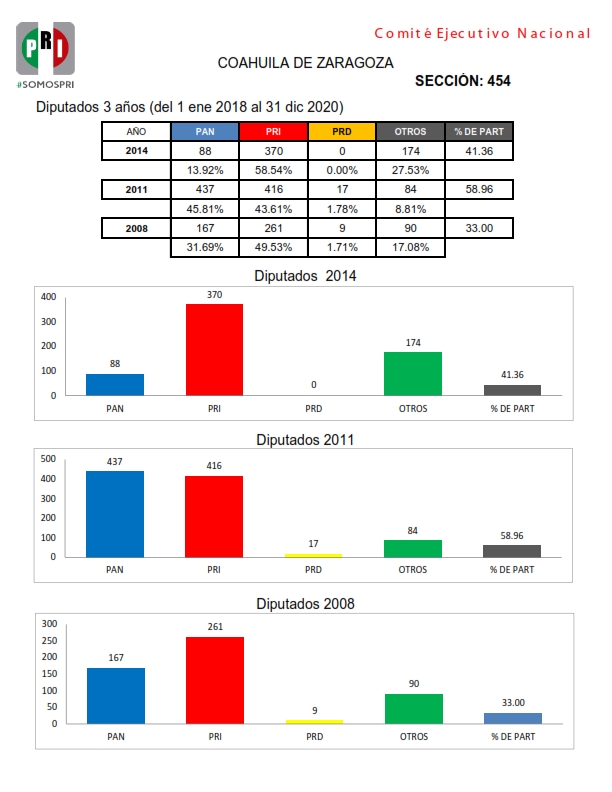 Comité Ejecutivo Nacional
PRI
#SOMOSPRI
COAHUILA DE ZARAGOZA
SECCIÓN: 454
Diputados 3 años (del 1 ene 2018 al 31 dic 2020)
AÑO PAN PRI PRD OTROS % DE PART
2014 88 370 0 174 41.36
13.92% 58.54% 0.00% 27.53%
2011 437 416 17 84 58.96
45.81% 43.61% 1.78% 8.81%
2008 167 261 9 90 33.00
31.69% 49.53% 1.71% 17.08%
Diputados 2014
400
300
200
100
0
88 370 0 174 41.36
PAN PRI PRD OTROS % DE PART
Diputados 2011
500
400
300
200
100
0
437 416 17 84 58.96
PAN PRI PRD OTROS % DE PART
Diputados 2008
300
250
200
150
100
50
0
167 261 9 90 33.00
PAN PRI PRD OTROS % DE PART